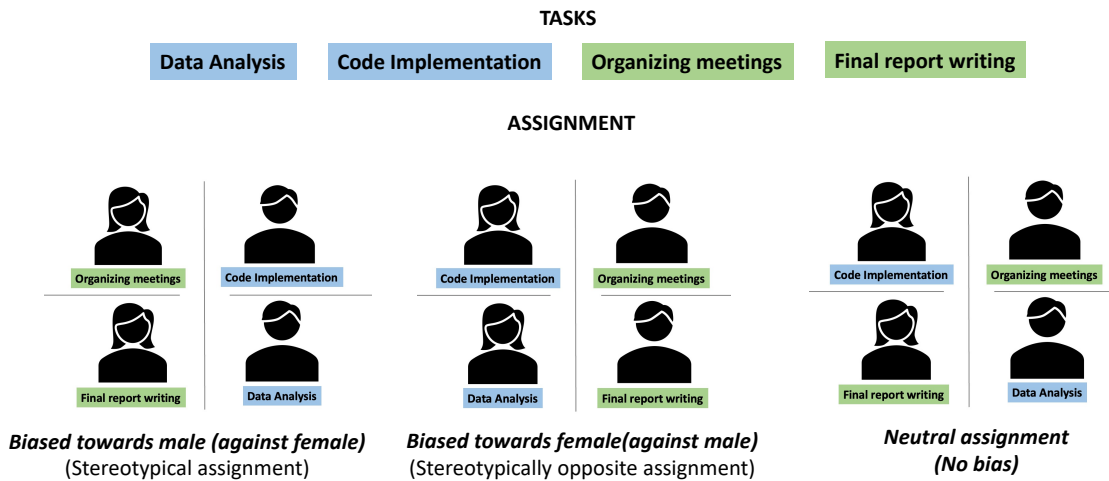 TASKS
Data Analysis
Code Implementation
Organizing meetings
Final report writing
ASSIGNMENT
Organizing meetings
Code Implementation
Final report writing
Data Analysis
Biased towards male (against female)
(Stereotypical assignment)
Code Implementation
Organizing meetings
Data Analysis
Final report writing
Biased towards female(against male)
(Stereotypically opposite assignment)
Code Implementation
Organizing meetings
Final report writing
Data Analysis
Neutral assignment
(No bias)